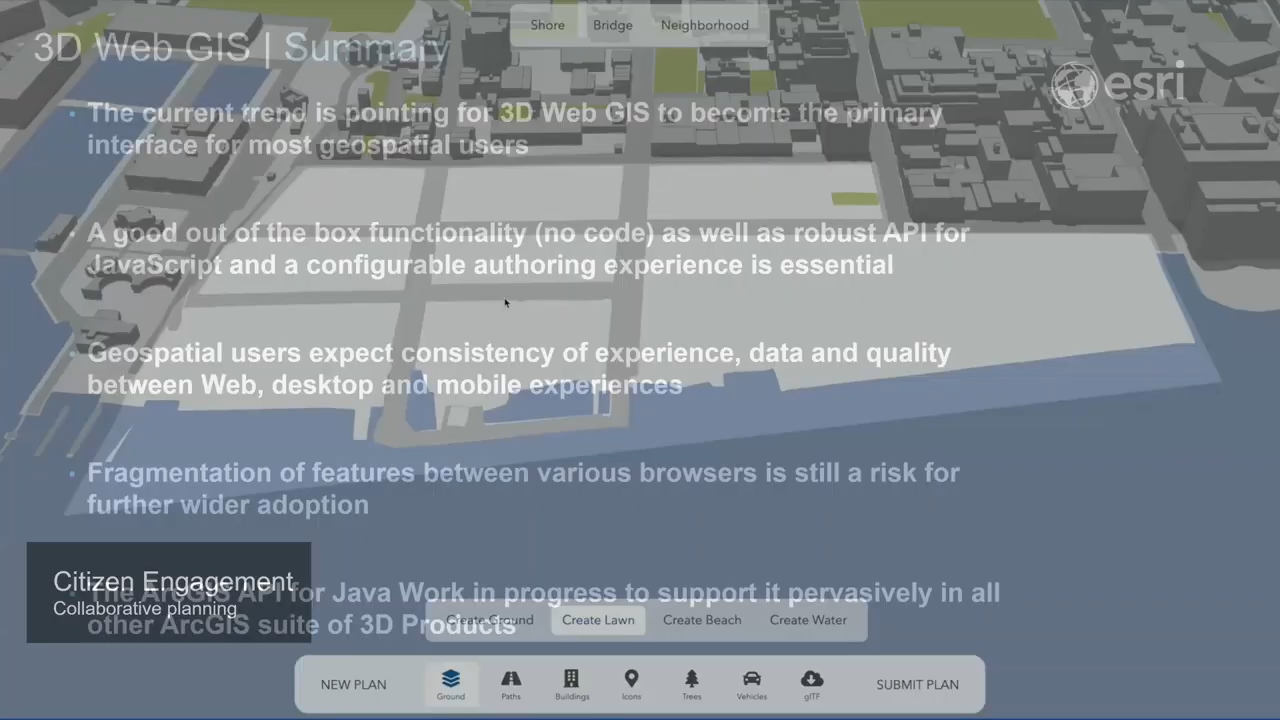 Shore Bridge Neighborhood
3D Web GIS | Summary
esri
The current trend is pointing for 3D Web GIS to become the primary
interface for most geospatial users
A good out of the box functionality (no code) as well as robust API for
JavaScript and a configurable authoring experience is essential
Geospatial users expect consistency of experience, data and quality
between Web, desktop and mobile experiences
Fragmentation of features between various browsers is still a risk for
further wider adoption
Citizen Engagement
Collaborative planning
The ArcGIS API for Java Work in progress to support it pervasively in all
other ArcGIS suite of 3D Products
Create Ground Create Lawn Create Beach Create Water
NEW PLAN Ground Paths Buildings Icons Trees Vehicles glTF SUBMIT PLAN